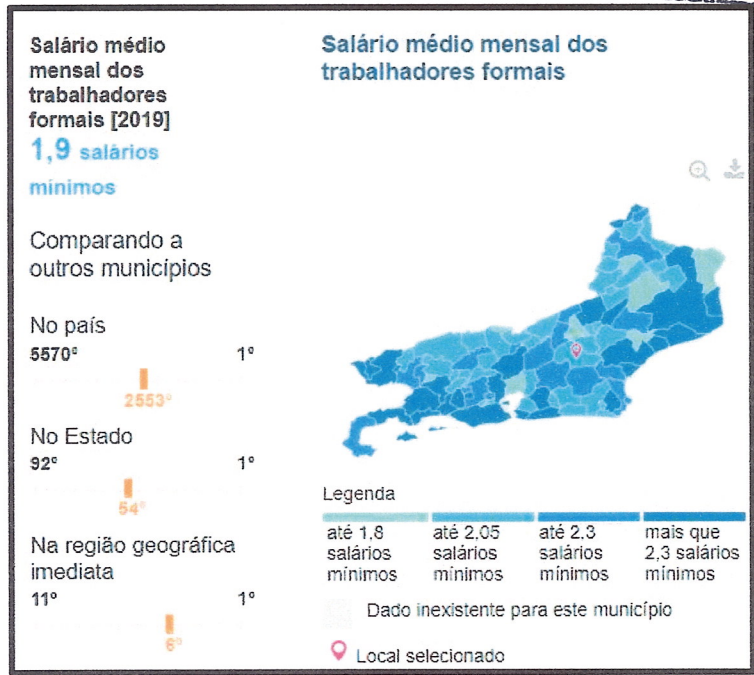 Salário médio
mensal dos
trabalhadores
formais [2019]
1,9 salários
mínimos
Comparando a
outros municípios
No país
5570º 1º
2553º
No Estado
92º 1º
54º
Na região geográfica
imediata
11º 1º
6º
Salário médio mensal dos
trabalhadores formais
Legenda
até 1,8
salários
mínimos
até 2,05
salários
mínimos
até 2,3
salários
mínimos
mais que
2,3 salários
mínimos
Dado inexistente para este município
Local selecionado